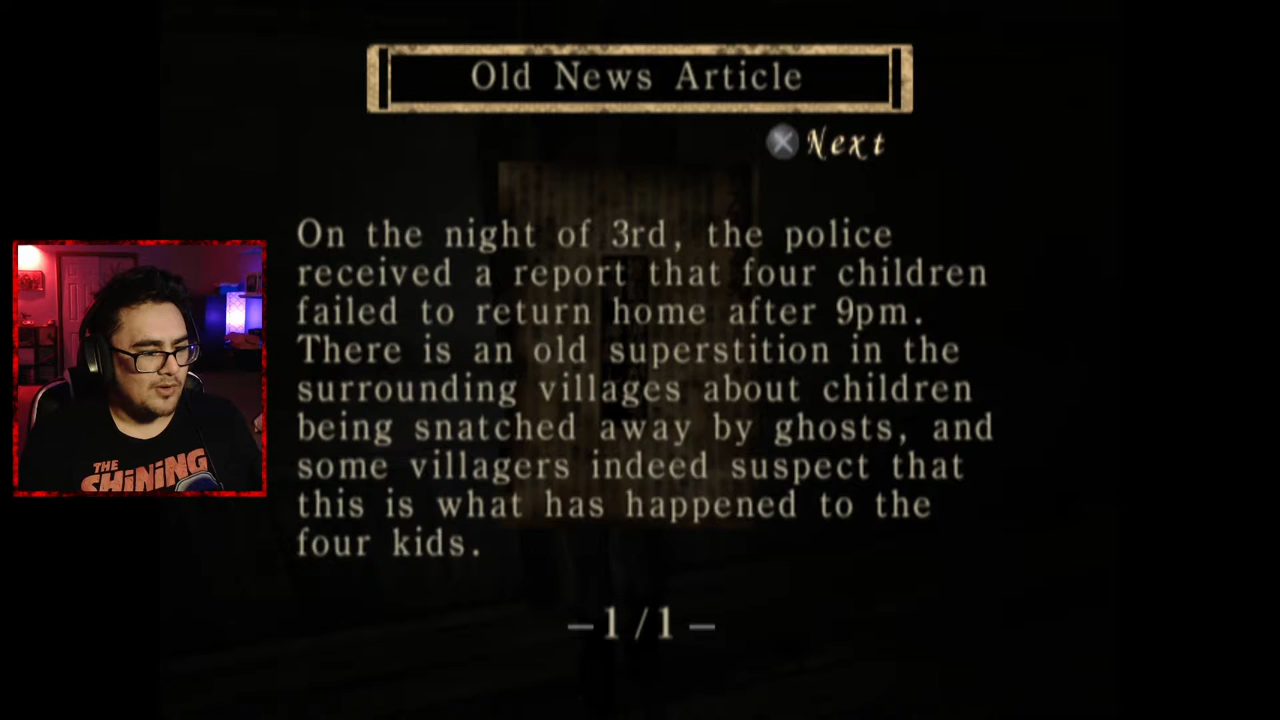 Old News Article
Next
On the night of 3rd, the police
received a report that four children
failed to return home after 9pm.
There is an old superstition in the
surrounding villages about children
being snatched away by ghosts, and
some villagers indeed suspect that
this is what has happened to the
four kids.
THE
SHiNiNG
– 1 / 1 –